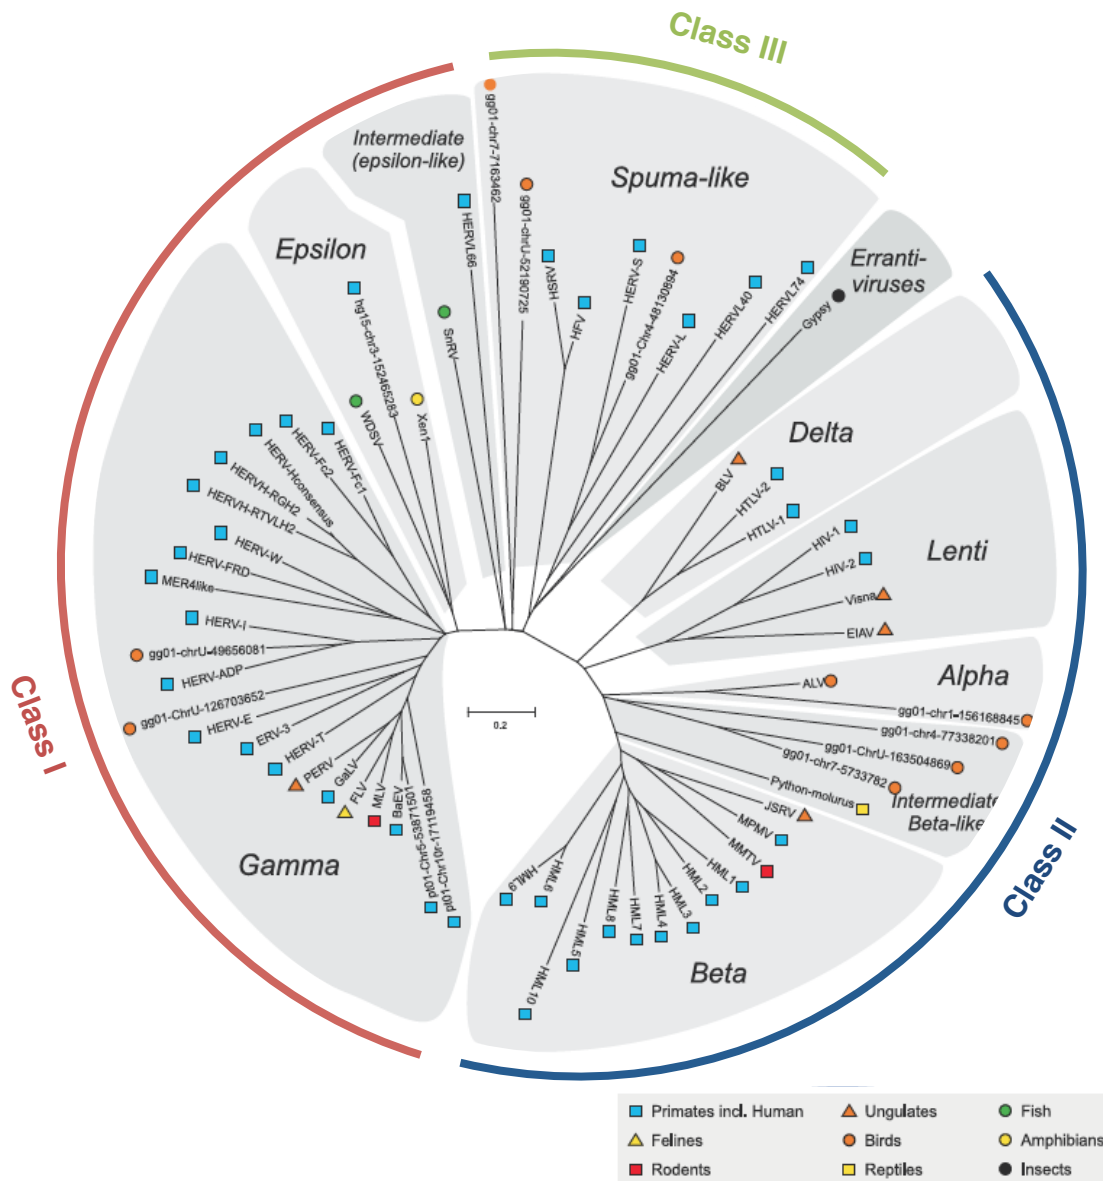 Class III
Intermediate
(epsilon-like)
Spuma-like
Epsilon
Erranti-
viruses
gg01-chr7-7163462
HERVL66
gg01-chrU-52190725
HSRV
HFV
HERV-S
gg01-Chr4-48130894
HERV-L
HERVL40
HERVL74
Gypsy
SnRV
hg15-chr3-152465283
WDSV
Xen1
Delta
BLV
HTLV-2
HTLV-1
Lenti
HIV-1
HIV-2
Visna
EIAV
HERV-Fc1
HERV-Fc2
HERV-Hconsensus
HERVH-RGH2
HERVH-RTVLH2
HERV-W
HERV-FRD
MER4like
HERV-I
gg01-chrU-49656081
HERV-ADP
gg01-ChrU-126703652
HERV-E
ERV-3
HERV-T
PERV
GaLV
FLV
MLV
BaEV
pt01-Chr5-53871501
pt01-Chr10r-17119458
Gamma
Class I
0.2
Alpha
ALV
gg01-chr1-156168845
gg01-chr4-77338201
gg01-ChrU-163504869
gg01-chr7-5733782
Intermediate
Beta-like
Python-molurus
JSRV
MPMV
MMTV
HML1
HML2
HML3
HML4
HML7
HML8
HML5
HML10
HML6
HML9
Beta
Class II
Primates incl. Human
Ungulates
Fish
Felines
Birds
Amphibians
Rodents
Reptiles
Insects